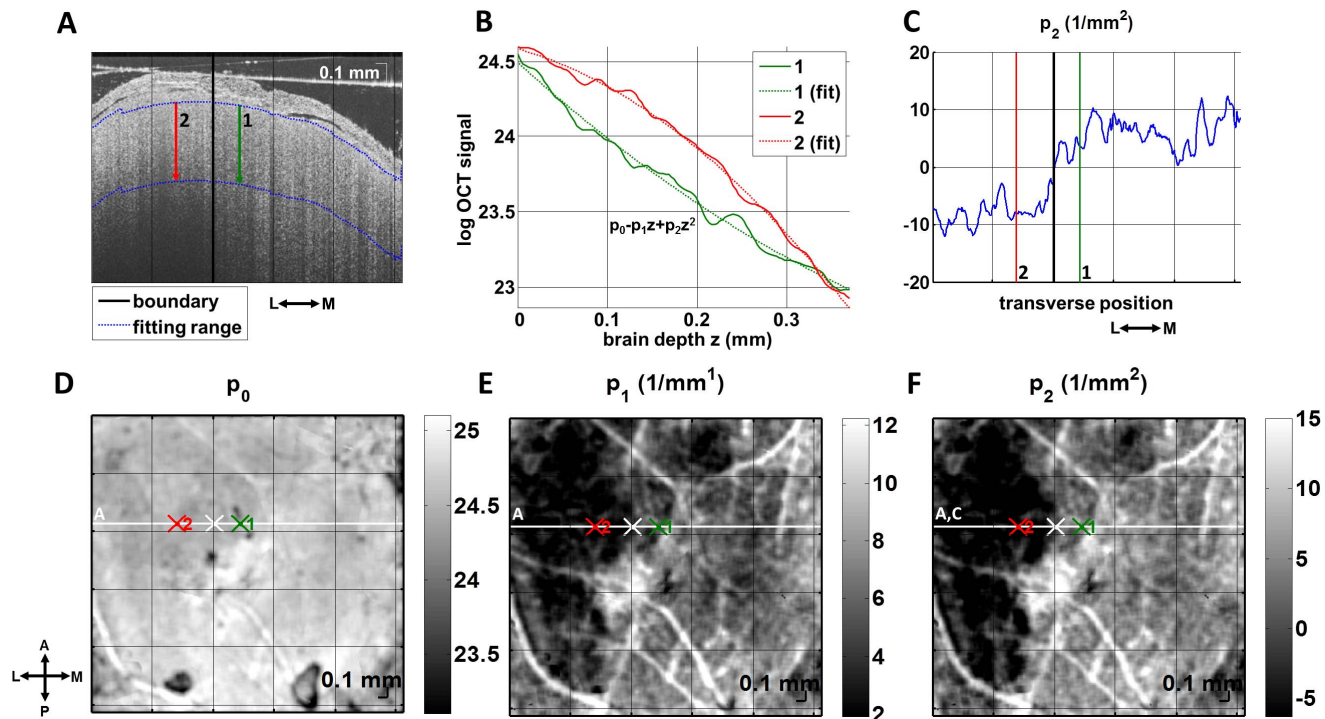 A
0.1 mm
2
1
boundary
fitting range
L M
B
log OCT signal
24.5
24
23.5
23
0
0.1
0.2
0.3
brain depth z (mm)
1
1 (fit)
2
2 (fit)
p₀-p₁z+p₂z²
C
p₂ (1/mm²)
20
10
0
-10
-20
2
1
transverse position
L M
D
p₀
A
2
1
0.1 mm
25
24.5
24
23.5
A
L M
P
E
p₁ (1/mm¹)
A
2
1
0.1 mm
12
10
8
6
4
2
F
p₂ (1/mm²)
A,C
2
1
0.1 mm
15
10
5
0
-5